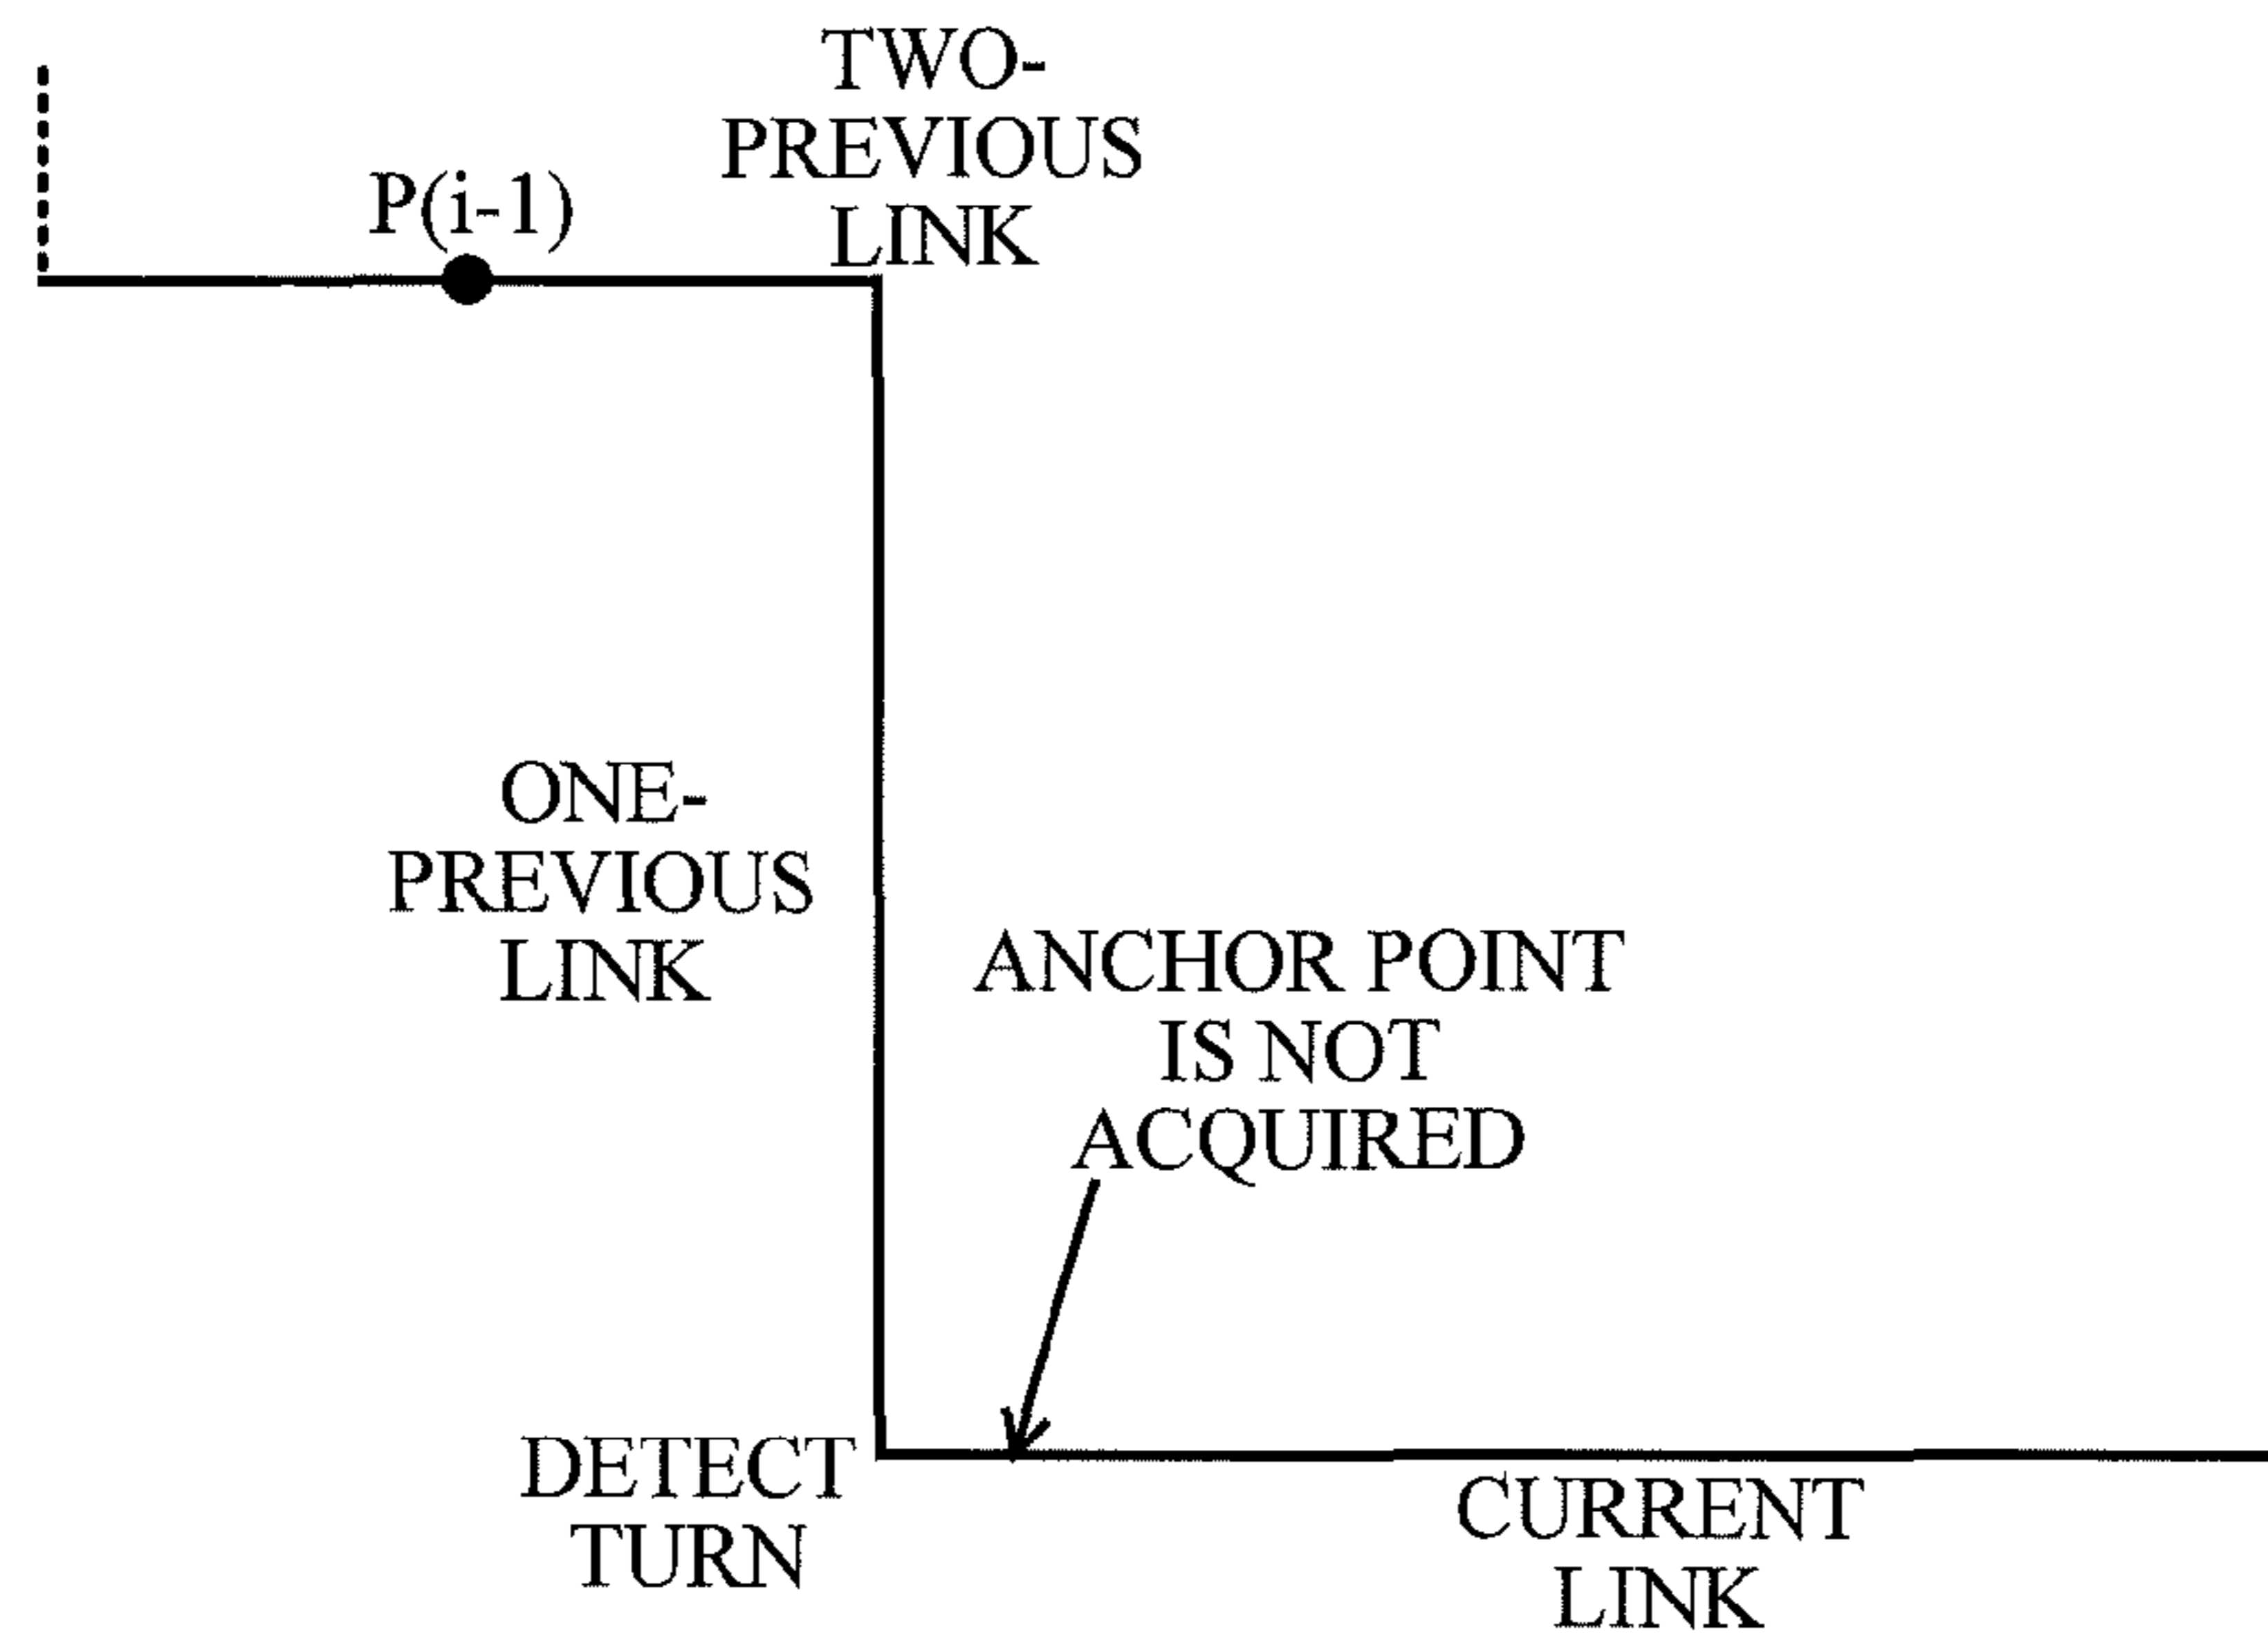 TWO-
PREVIOUS
LINK
P(i-1)
ONE-
PREVIOUS
LINK
ANCHOR POINT
IS NOT
ACQUIRED
DETECT
TURN
CURRENT
LINK